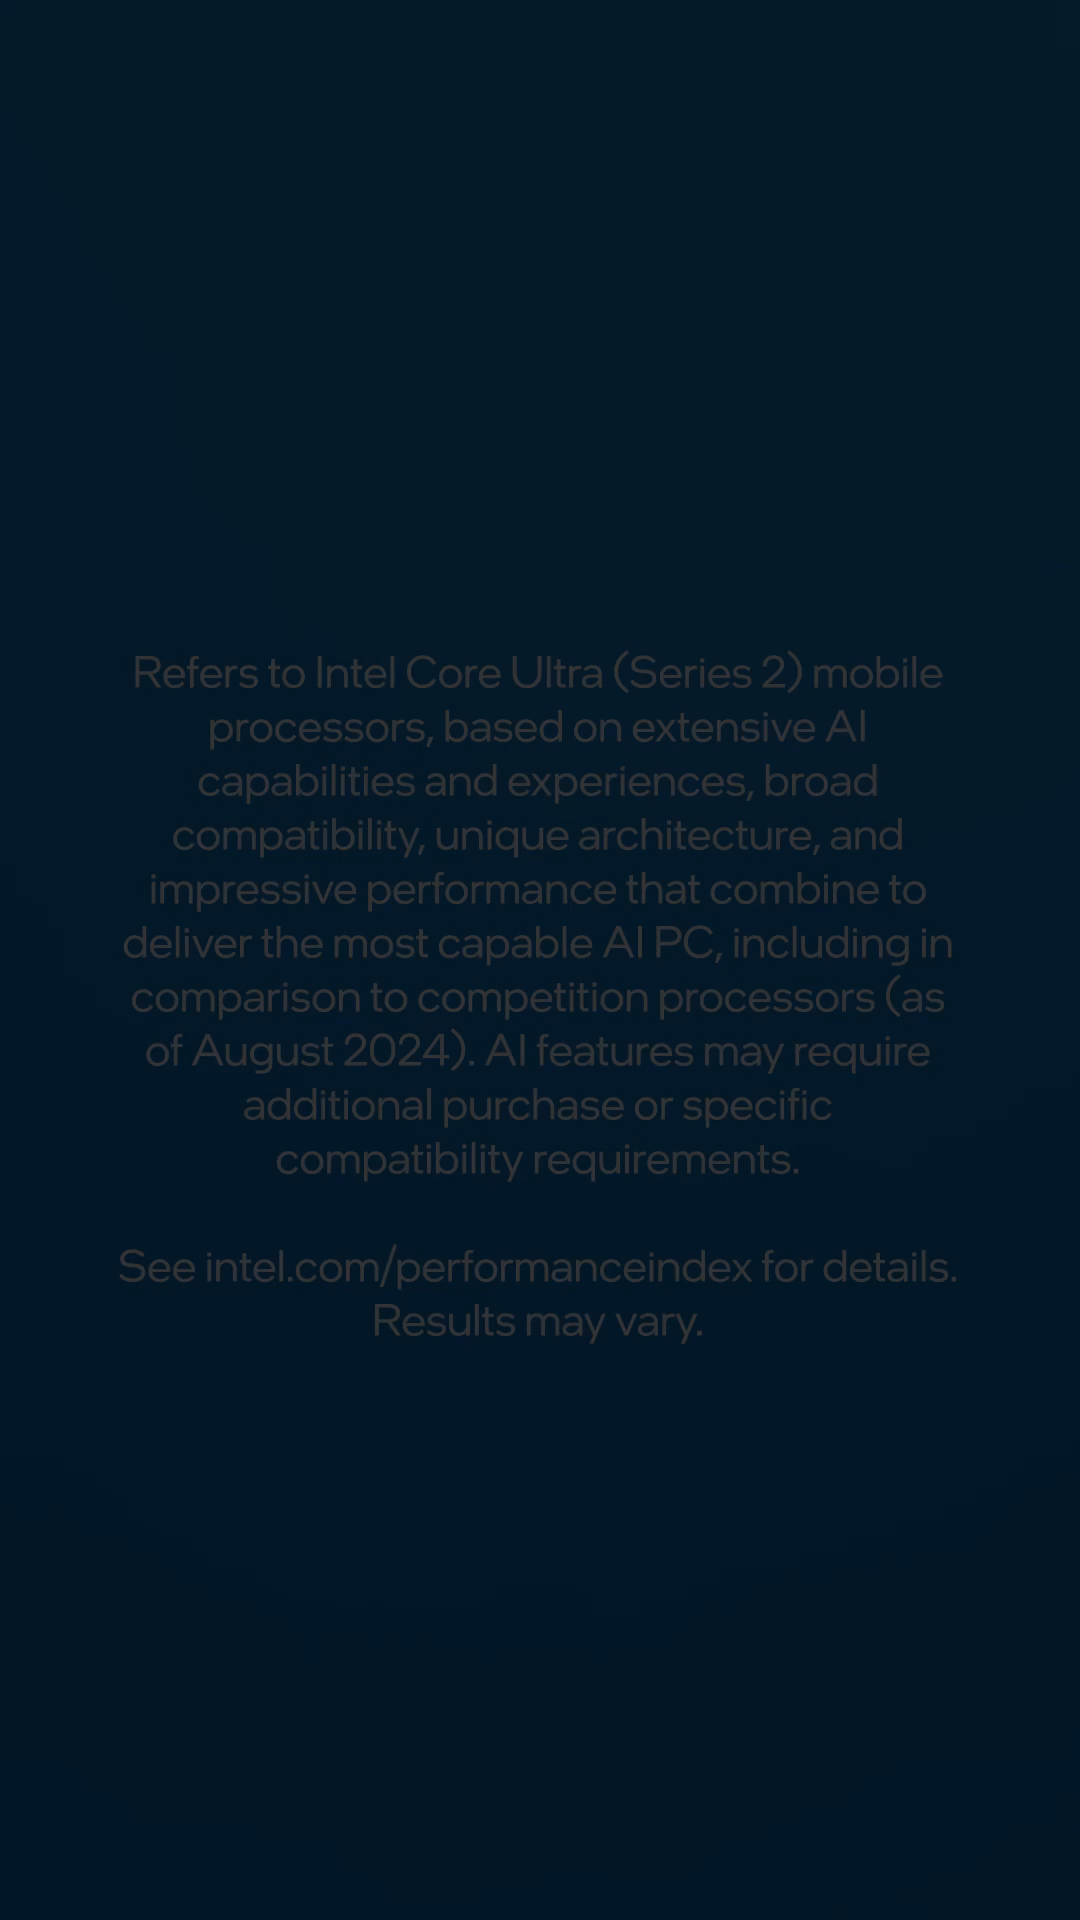 Refers to Intel Core Ultra (Series 2) mobile
processors, based on extensive AI
capabilities and experiences, broad
compatibility, unique architecture, and
impressive performance that combine to
deliver the most capable AI PC, including in
comparison to competition processors (as
of August 2024). AI features may require
additional purchase or specific
compatibility requirements.
See intel.com/performanceindex for details.
Results may vary.